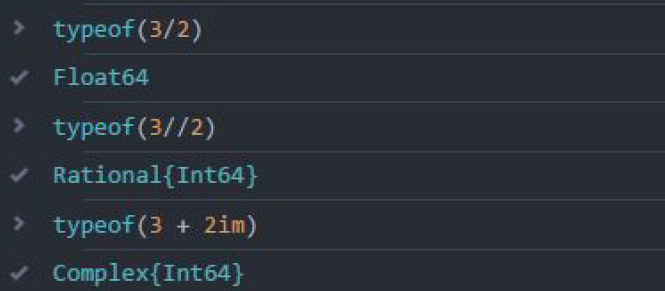 typeof(3/2)
Float64
typeof(3//2)
Rational{Int64}
typeof(3 + 2im)
Complex{Int64}